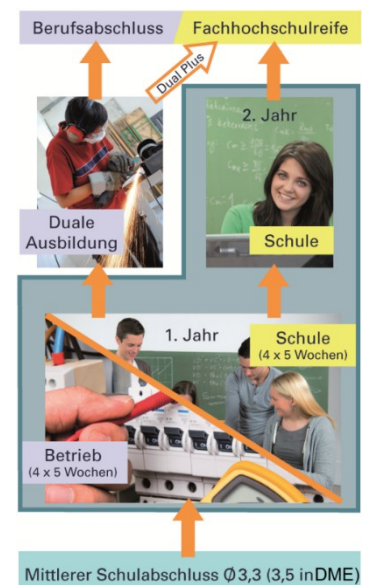 Berufsabschluss Fachhochschulreife
Dual Plus
2. Jahr
Duale
Ausbildung
Schule
1. Jahr
Schule
(4 x 5 Wochen)
Betrieb
(4 x 5 Wochen)
Mittlerer Schulabschluss Ø 3,3 (3,5 inDME)